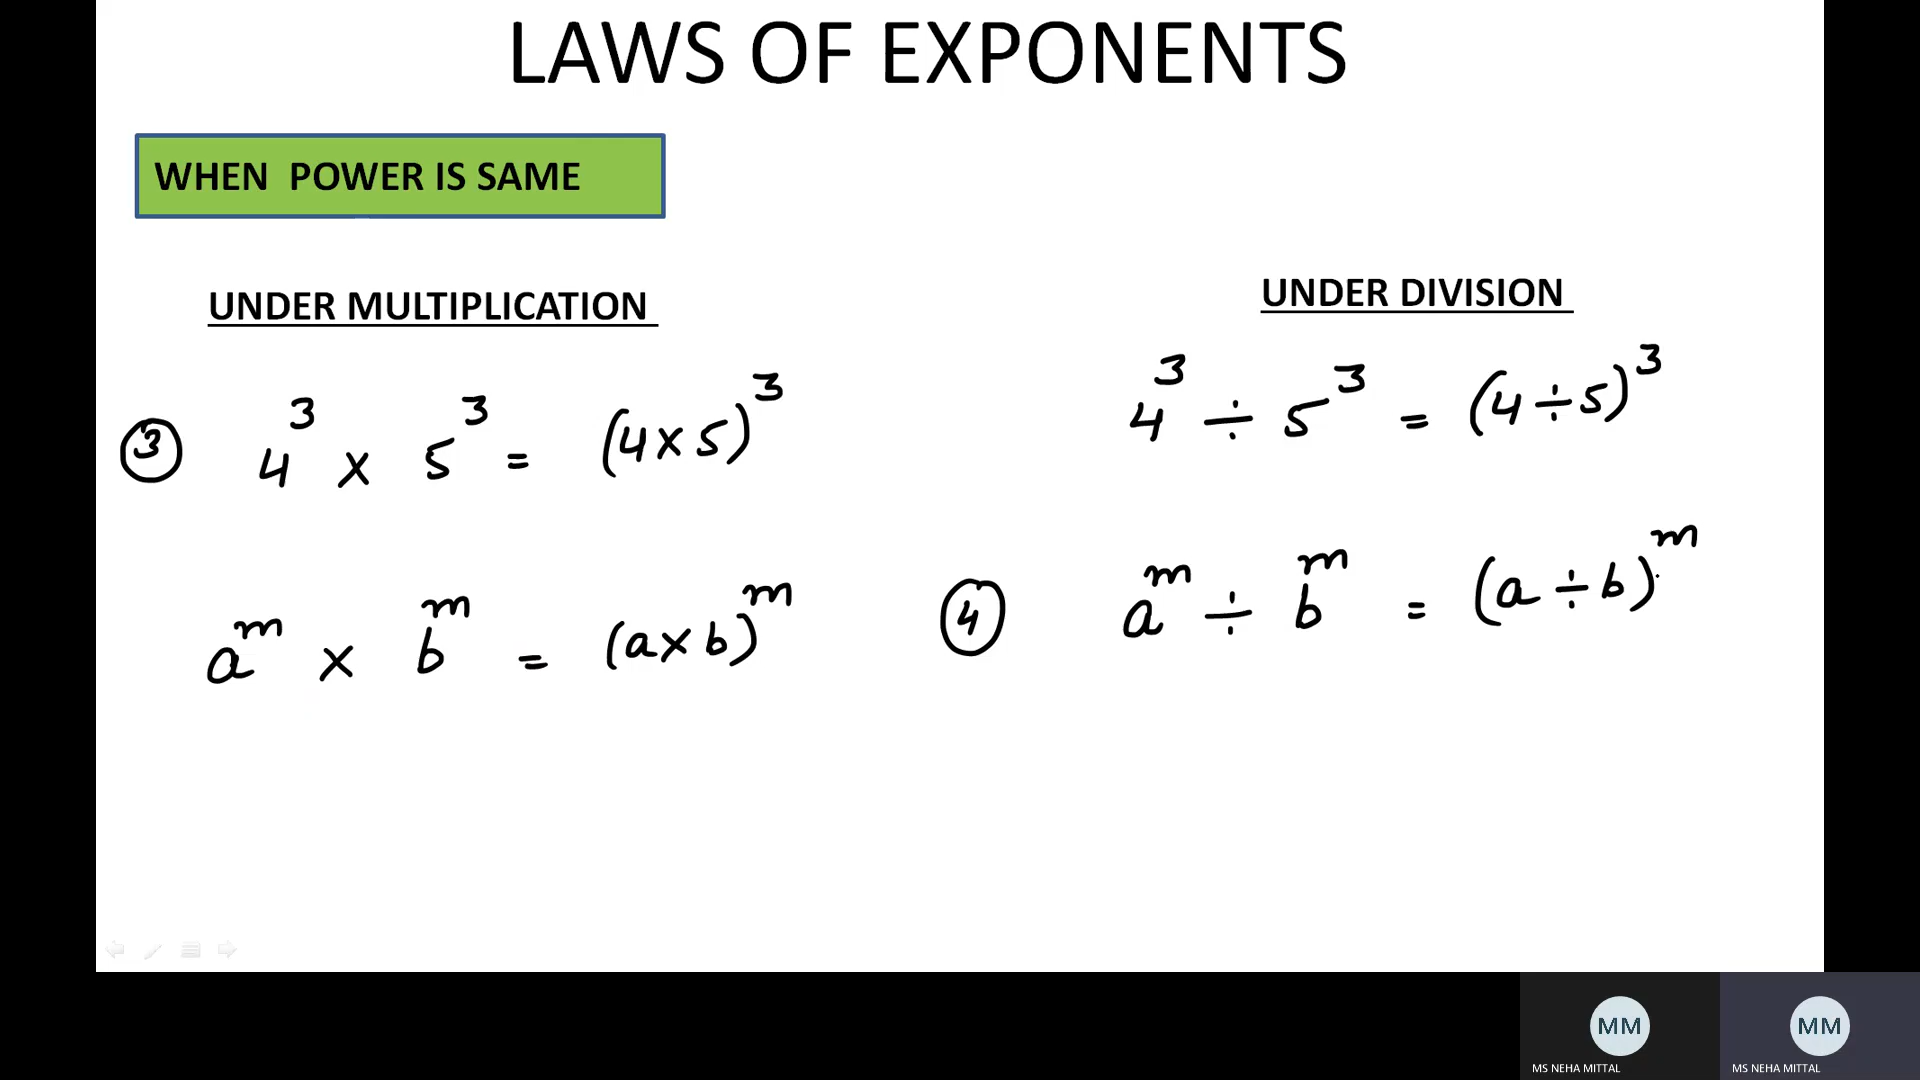 LAWS OF EXPONENTS
WHEN POWER IS SAME
UNDER MULTIPLICATION
③ 4³ × 5³ = (4×5)³
aᵐ × bᵐ = (a×b)ᵐ
UNDER DIVISION
4³ ÷ 5³ = (4÷5)³
④ aᵐ ÷ bᵐ = (a÷b)ᵐ
MM
MS NEHA MITTAL
MM
MS NEHA MITTAL